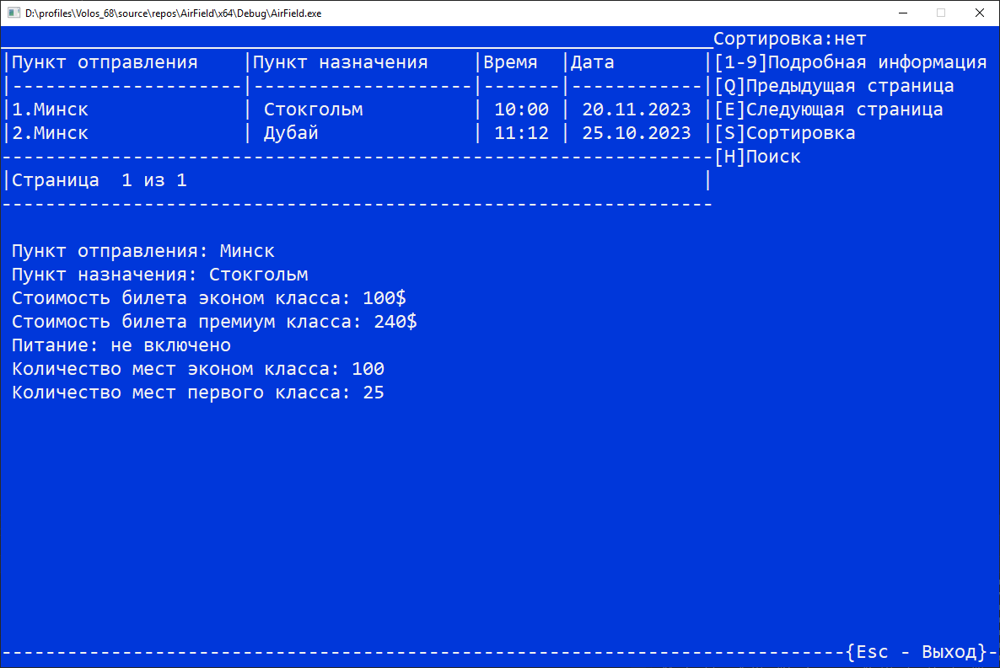 D:\profiles\Volos_68\source\repos\AirField\x64\Debug\AirField.exe
_________________________________________________________________Сортировка:нет
|Пункт отправления    |Пункт назначения    |Время  |Дата        |[1-9]Подробная информация
|---------------------|--------------------|-------|------------|[Q]Предыдущая страница
|1.Минск              | Стокгольм          | 10:00 | 20.11.2023 |[E]Следующая страница
|2.Минск              | Дубай              | 11:12 | 25.10.2023 |[S]Сортировка
-----------------------------------------------------------------[H]Поиск
|Страница  1 из 1                                               |
-----------------------------------------------------------------
Пункт отправления: Минск
Пункт назначения: Стокгольм
Стоимость билета эконом класса: 100$
Стоимость билета премиум класса: 240$
Питание: не включено
Количество мест эконом класса: 100
Количество мест первого класса: 25
-----------------------------------------------------------------------------{Esc - Выход}-